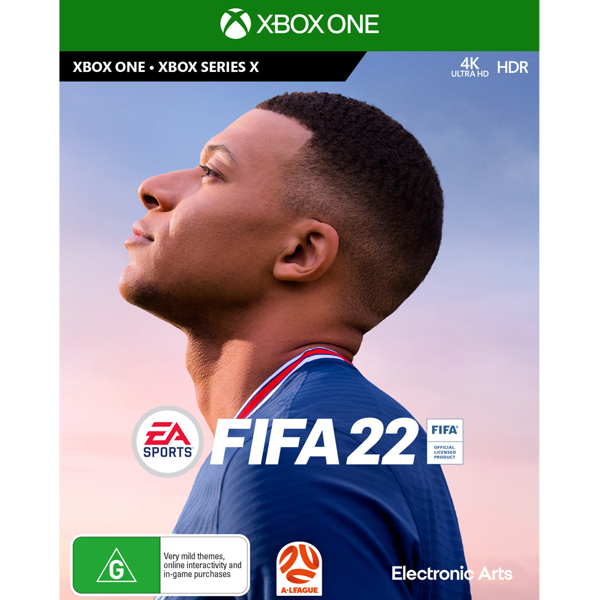 XBOX ONE
XBOX ONE • XBOX SERIES X
4K
ULTRA HD
HDR
EA
SPORTS
FIFA 22
FIFA
OFFICIAL
LICENSED
PRODUCT
G
Very mild themes,
online interactivity and
in-game purchases
A-LEAGUE
Electronic Arts